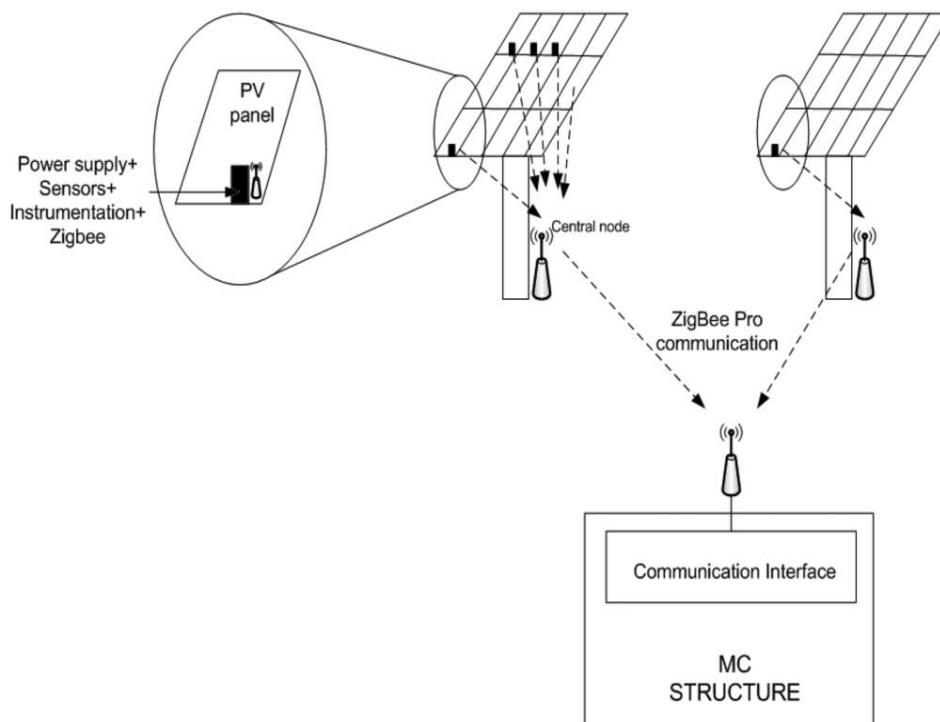 PV
panel
Power supply+
Sensors+
Instrumentation+
Zigbee
Central node
ZigBee Pro
communication
Communication Interface
MC
STRUCTURE